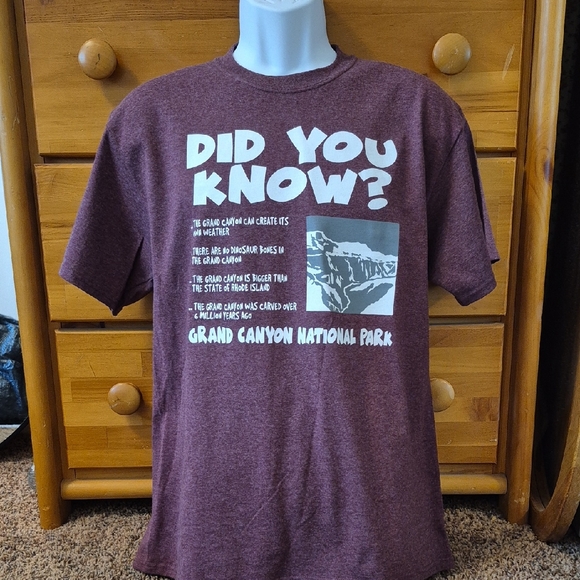 DID YOU
KNOW?
..THE GRAND CANYON CAN CREATE ITS
OWN WEATHER
..THERE ARE NO DINOSAUR BONES IN
THE GRAND CANYON
...THE GRAND CANYON IS BIGGER THAN
THE STATE OF RHODE ISLAND
... THE GRAND CANYON WAS CARVED OVER
6 MILLION YEARS AGO
GRAND CANYON NATIONAL PARK